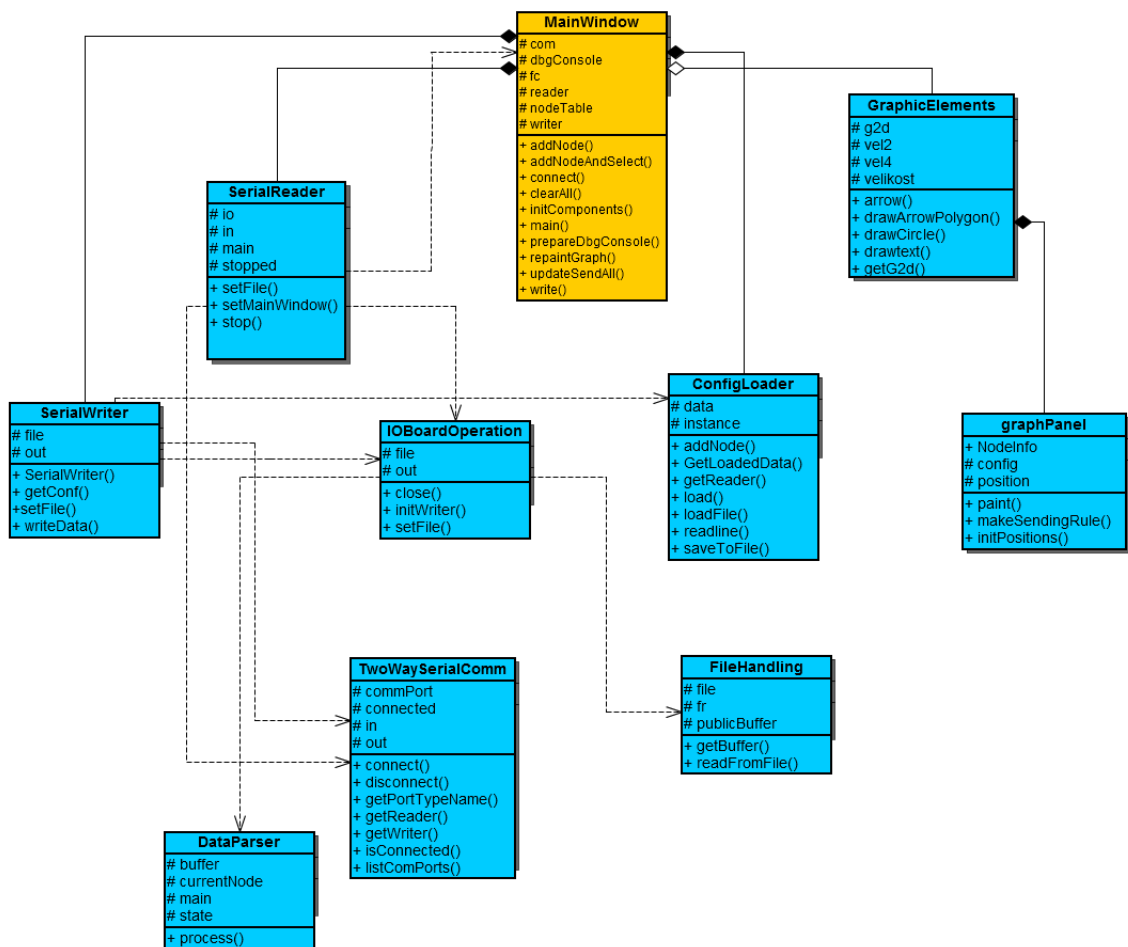 MainWindow
# com
# dbgConsole
# fc
# reader
# nodeTable
# writer
+ addNode()
+ addNodeAndSelect()
+ connect()
+ clearAll()
+ initComponents()
+ main()
+ prepareDbgConsole()
+ repaintGraph()
+ updateSendAll()
+ write()
GraphicElements
# g2d
# vel2
# vel4
# velikost
+ arrow()
+ drawArrowPolygon()
+ drawCircle()
+ drawtext()
+ getG2d()
SerialReader
# io
# in
# main
# stopped
+ setFile()
+ setMainWindow()
+ stop()
SerialWriter
# file
# out
+ SerialWriter()
+ getConf()
+setFile()
+ writeData()
IOBoardOperation
# file
# out
+ close()
+ initWriter()
+ setFile()
ConfigLoader
# data
# instance
+ addNode()
+ GetLoadedData()
+ getReader()
+ load()
+ loadFile()
+ readline()
+ saveToFile()
graphPanel
+ NodeInfo
# config
# position
+ paint()
+ makeSendingRule()
+ initPositions()
TwoWaySerialComm
# commPort
# connected
# in
# out
+ connect()
+ disconnect()
+ getPortTypeName()
+ getReader()
+ getWriter()
+ isConnected()
+ listComPorts()
FileHandling
# file
# fr
# publicBuffer
+ getBuffer()
+ readFromFile()
DataParser
# buffer
# currentNode
# main
# state
+ process()